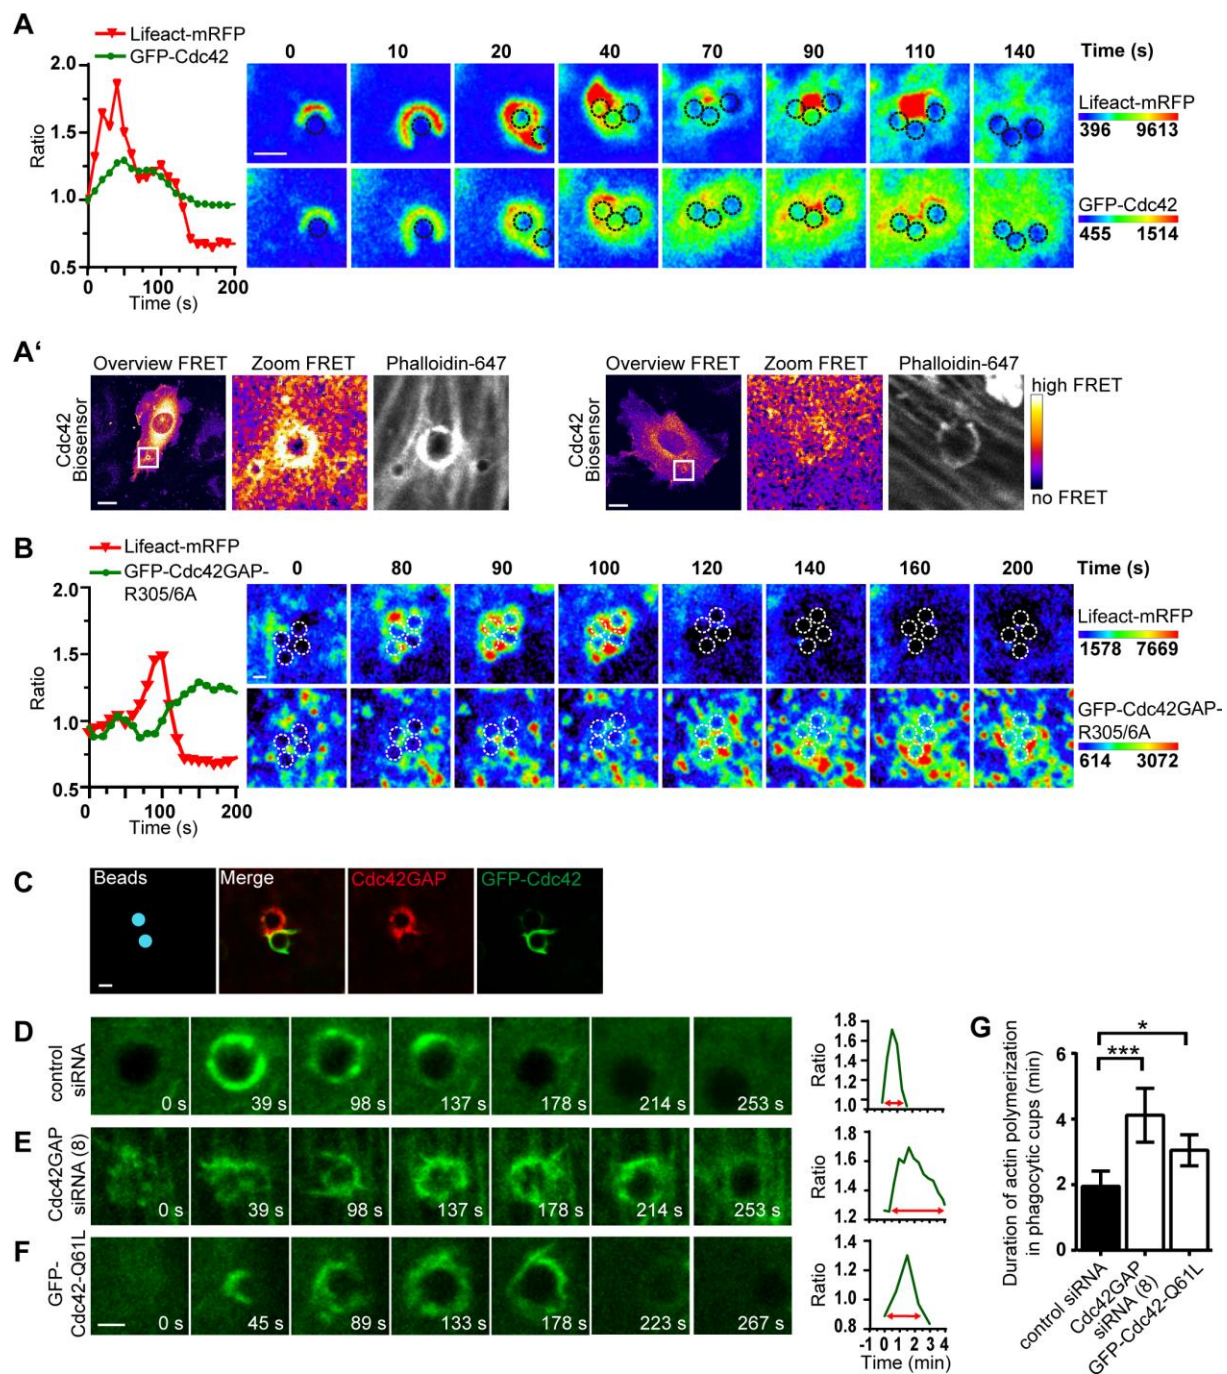 A
Lifeact-mRFP
GFP-Cdc42
2.0
1.5
1.0
0.5
Ratio
0 100 200
Time (s)
0 10 20 40 70 90 110 140 Time (s)
Lifeact-mRFP
396 9613
GFP-Cdc42
455 1514
A‘
Overview FRET Zoom FRET Phalloidin-647
Cdc42
Biosensor
Overview FRET Zoom FRET Phalloidin-647
Cdc42
Biosensor
high FRET
no FRET
B
Lifeact-mRFP
GFP-Cdc42GAP-
R305/6A
2.0
1.5
1.0
0.5
Ratio
0 100 200
Time (s)
0 80 90 100 120 140 160 200 Time (s)
Lifeact-mRFP
1578 7669
GFP-Cdc42GAP-
R305/6A
614 3072
C
Beads Merge Cdc42GAP GFP-Cdc42
D
control
siRNA
0 s 39 s 98 s 137 s 178 s 214 s 253 s
Ratio
1.8
1.6
1.4
1.2
1.0
E
Cdc42GAP
siRNA (8)
0 s 39 s 98 s 137 s 178 s 214 s 253 s
Ratio
1.8
1.6
1.4
1.2
F
GFP-
Cdc42-Q61L
0 s 45 s 89 s 133 s 178 s 223 s 267 s
Ratio
1.4
1.2
1.0
0.8
-1 0 1 2 3 4
Time (min)
G
Duration of actin polymerization
in phagocytic cups (min)
6
4
2
0
*
***
control siRNA
Cdc42GAP
siRNA (8)
GFP-Cdc42-Q61L